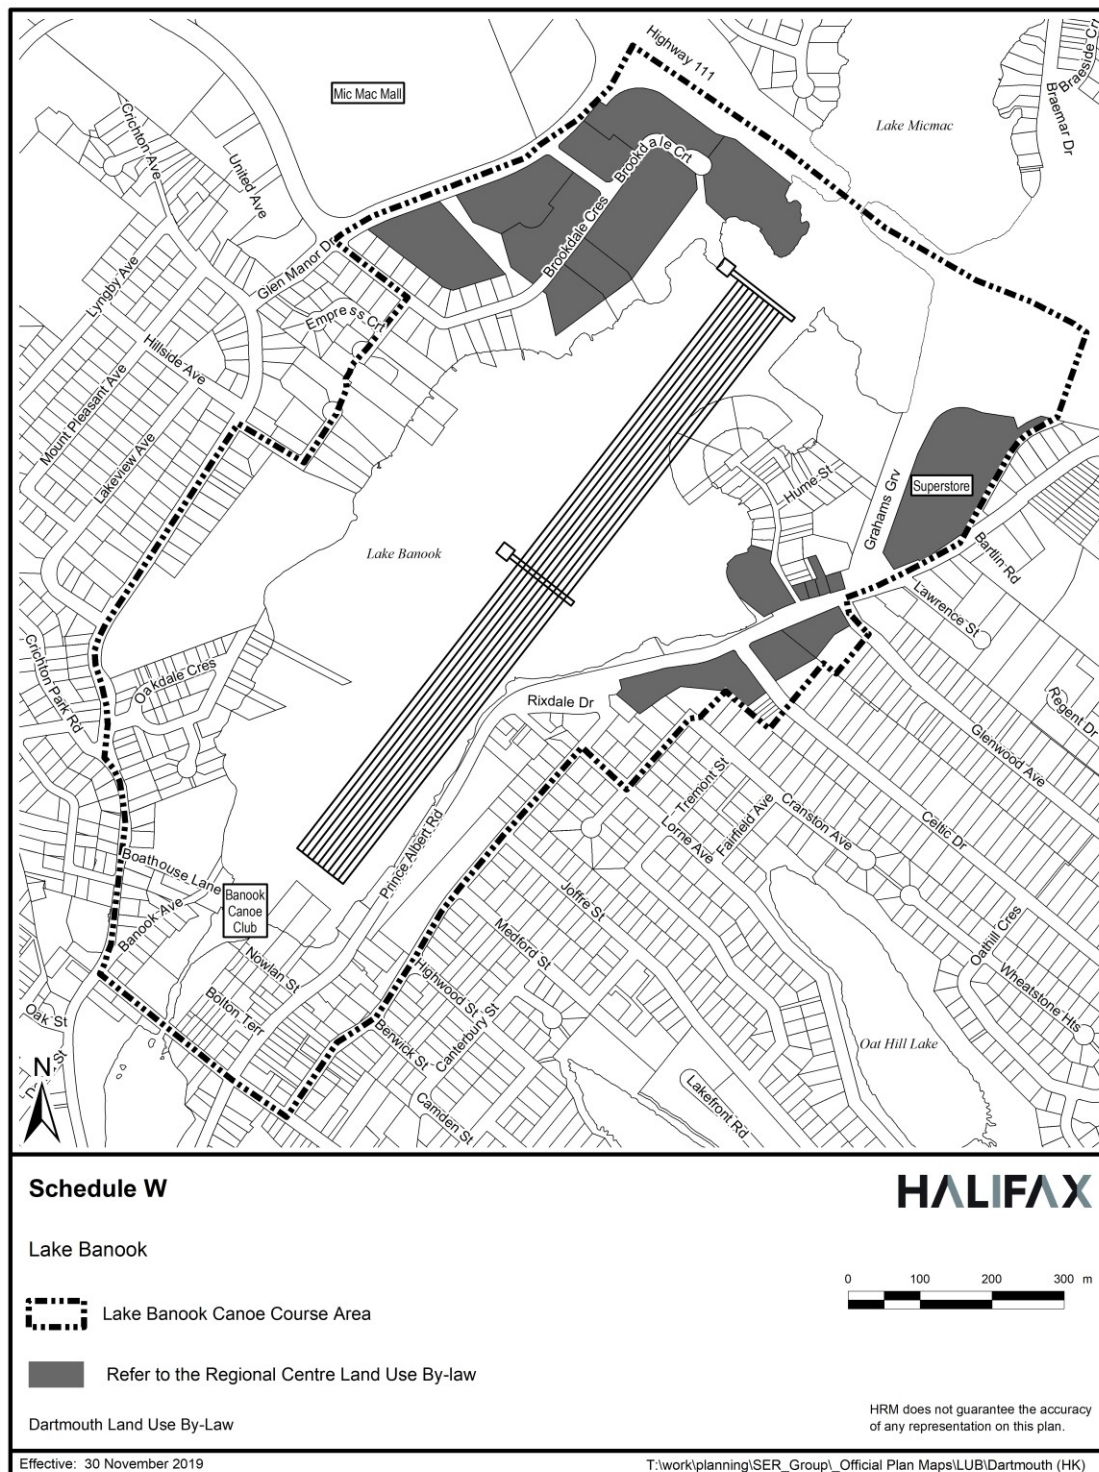 Highway 111
Mic Mac Mall
Lake Micmac
Braeside Cr
Braemar Dr
Crichton Ave
United Ave
Brookdale Crt
Brookdale Cres
Glen Manor Dr
Lyngby Ave
Empress Crt
Hillside Ave
Mount Pleasant Ave
Lakeview Ave
Hume St
Superstore
Grahams Grv
Lake Banook
Bartlin Rd
Lawrence St
Crichton Park Rd
Oakdale Cres
Rixdale Dr
Regent Dr
Glenwood Ave
Tremont St
Cranston Ave
Fairfield Ave
Celtic Dr
Lorne Ave
Prince Albert Rd
Boathouse Lane
Banook
Canoe
Club
Banook Ave
Joffre St
Medford St
Nowlan St
Oathill Cres
Highwood St
Wheatstone Hts
Bolton Terr
Canterbury St
Berwick St
Oak St
St
Oat Hill Lake
N
Lakefront Rd
Camden St
Schedule W
HALIFAX
Lake Banook
0 100 200 300 m
Lake Banook Canoe Course Area
Refer to the Regional Centre Land Use By-law
Dartmouth Land Use By-Law
HRM does not guarantee the accuracy
of any representation on this plan.
Effective: 30 November 2019
T:\work\planning\SER_Group\_Official Plan Maps\LUB\Dartmouth (HK)